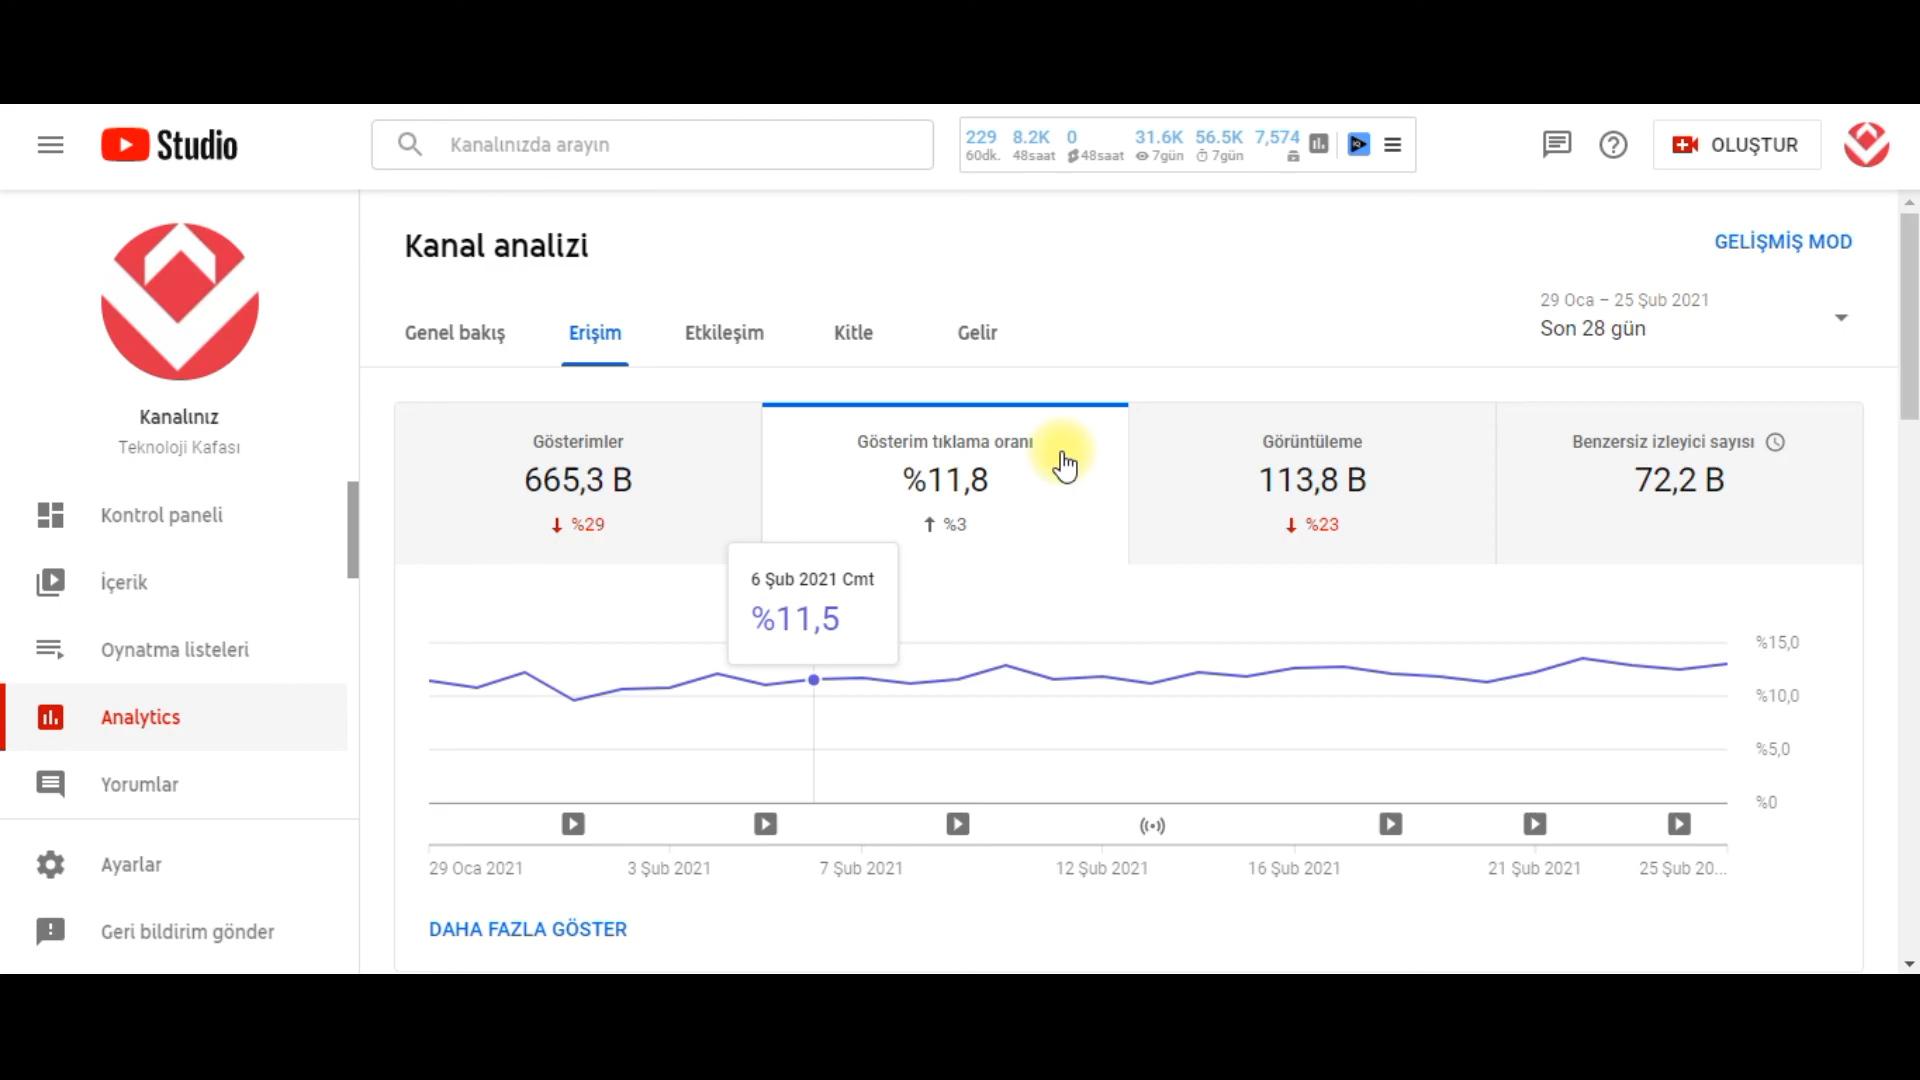 Studio
Kanalınızda arayın
229 8.2K 0 31.6K 56.5K 7,574
60dk. 48saat 48saat 7gün 7gün
OLUŞTUR
Kanalınız
Teknoloji Kafası
Kontrol paneli
İçerik
Oynatma listeleri
Analytics
Yorumlar
Ayarlar
Geri bildirim gönder
Kanal analizi
GELİŞMİŞ MOD
29 Oca – 25 Şub 2021
Son 28 gün
Genel bakış Erişim Etkileşim Kitle Gelir
Gösterimler
665,3 B
%29
Gösterim tıklama oranı
%11,8
%3
Görüntüleme
113,8 B
%23
Benzersiz izleyici sayısı
72,2 B
6 Şub 2021 Cmt
%11,5
%15,0
%10,0
%5,0
%0
29 Oca 2021 3 Şub 2021 7 Şub 2021 12 Şub 2021 16 Şub 2021 21 Şub 2021 25 Şub 20...
DAHA FAZLA GÖSTER